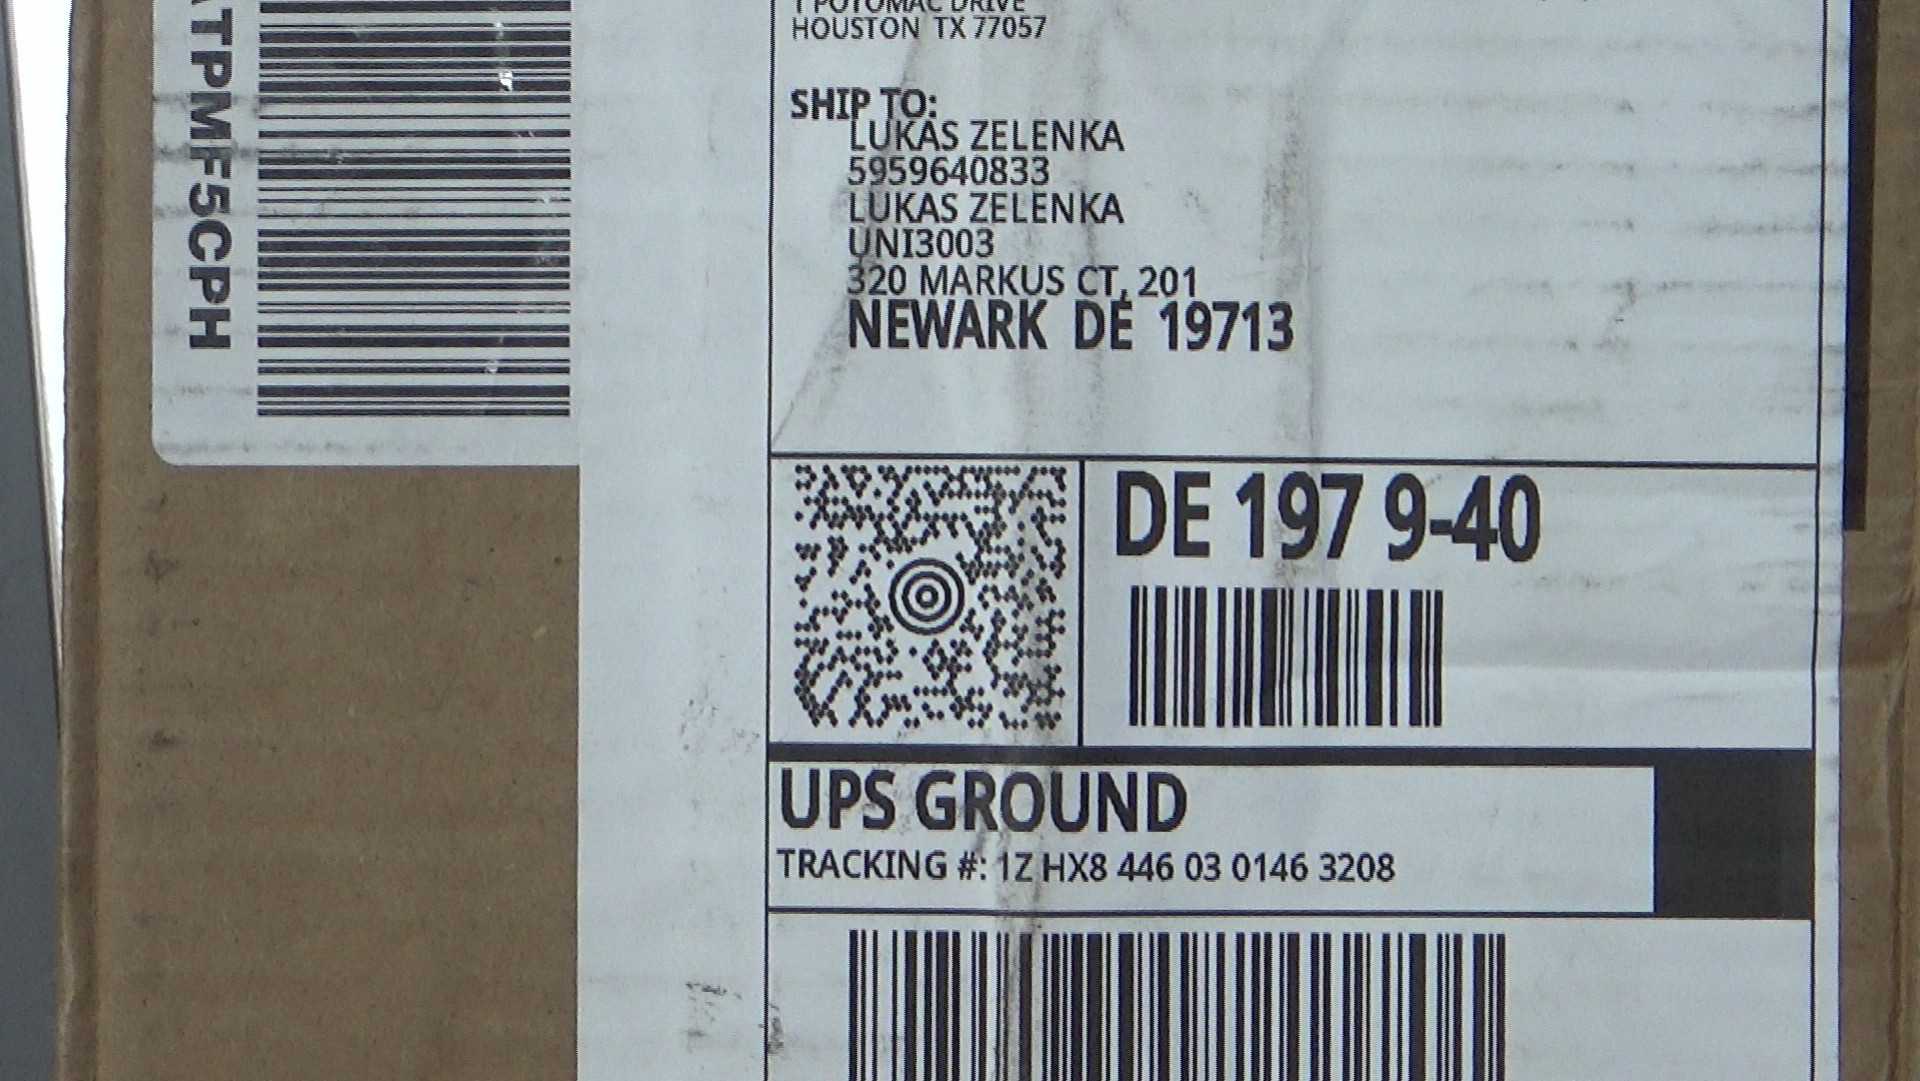 1 POTOMAC DRIVE
HOUSTON TX 77057
SHIP TO:
LUKAS ZELENKA
5959640833
LUKAS ZELENKA
UNI3003
320 MARKUS CT, 201
NEWARK DE 19713
DE 197 9-40
UPS GROUND
TRACKING #: 1Z HX8 446 03 0146 3208
TPMF5CPH